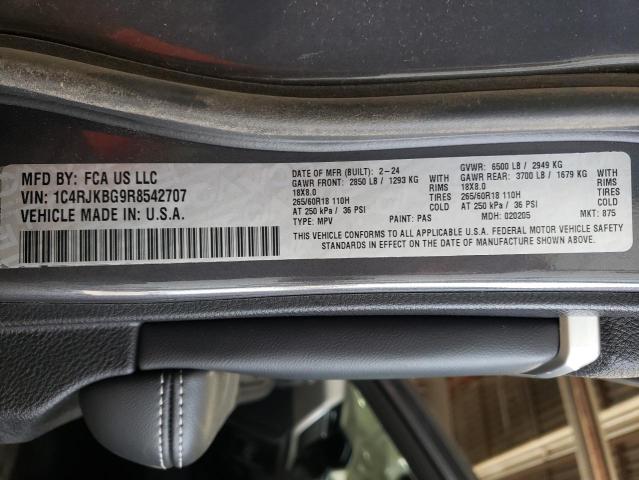 MFD BY: FCA US LLC
VIN: 1C4RJKBG9R8542707
VEHICLE MADE IN U.S.A.
DATE OF MFR (BUILT): 2-24
GAWR FRONT: 2850 LB / 1293 KG
WITH
18X8.0
RIMS
265/60R18 110H
TIRES
AT 250 kPa / 36 PSI
COLD
TYPE: MPV
PAINT: PAS
GVWR: 6500 LB / 2949 KG
GAWR REAR: 3700 LB / 1679 KG
WITH
18X8.0
RIMS
265/60R18 110H
TIRES
AT 250 kPa / 36 PSI
COLD
MDH: 020205
MKT: 875
THIS VEHICLE CONFORMS TO ALL APPLICABLE U.S.A. FEDERAL MOTOR VEHICLE SAFETY
STANDARDS IN EFFECT ON THE DATE OF MANUFACTURE SHOWN ABOVE.